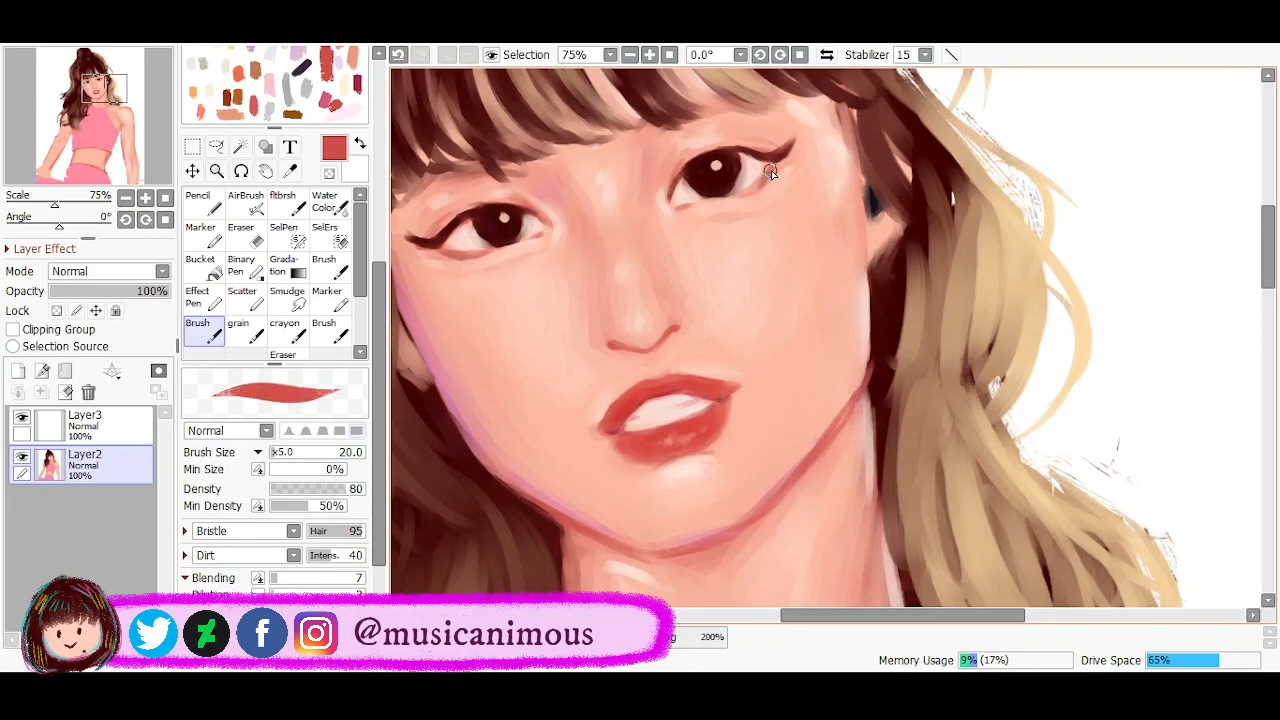 Selection 75% 0.0° Stabilizer 15
Scale 75%
Angle 0°
Layer Effect
Mode Normal
Opacity 100%
Lock
Clipping Group
Selection Source
Layer3
Normal
100%
Layer2
Normal
100%
T
Pencil AirBrush fltbrsh Water Color
Marker Eraser SelPen SelErs
Bucket Binary Pen Grada-tion Brush
Effect Pen Scatter Smudge Marker
Brush grain crayon Brush
Eraser
Normal
Brush Size x5.0 20.0
Min Size 0%
Density 80
Min Density 50%
Bristle Hair 95
Dirt Intens. 40
Blending 7
@musicanimous
200%
Memory Usage 9% (17%) Drive Space 65%